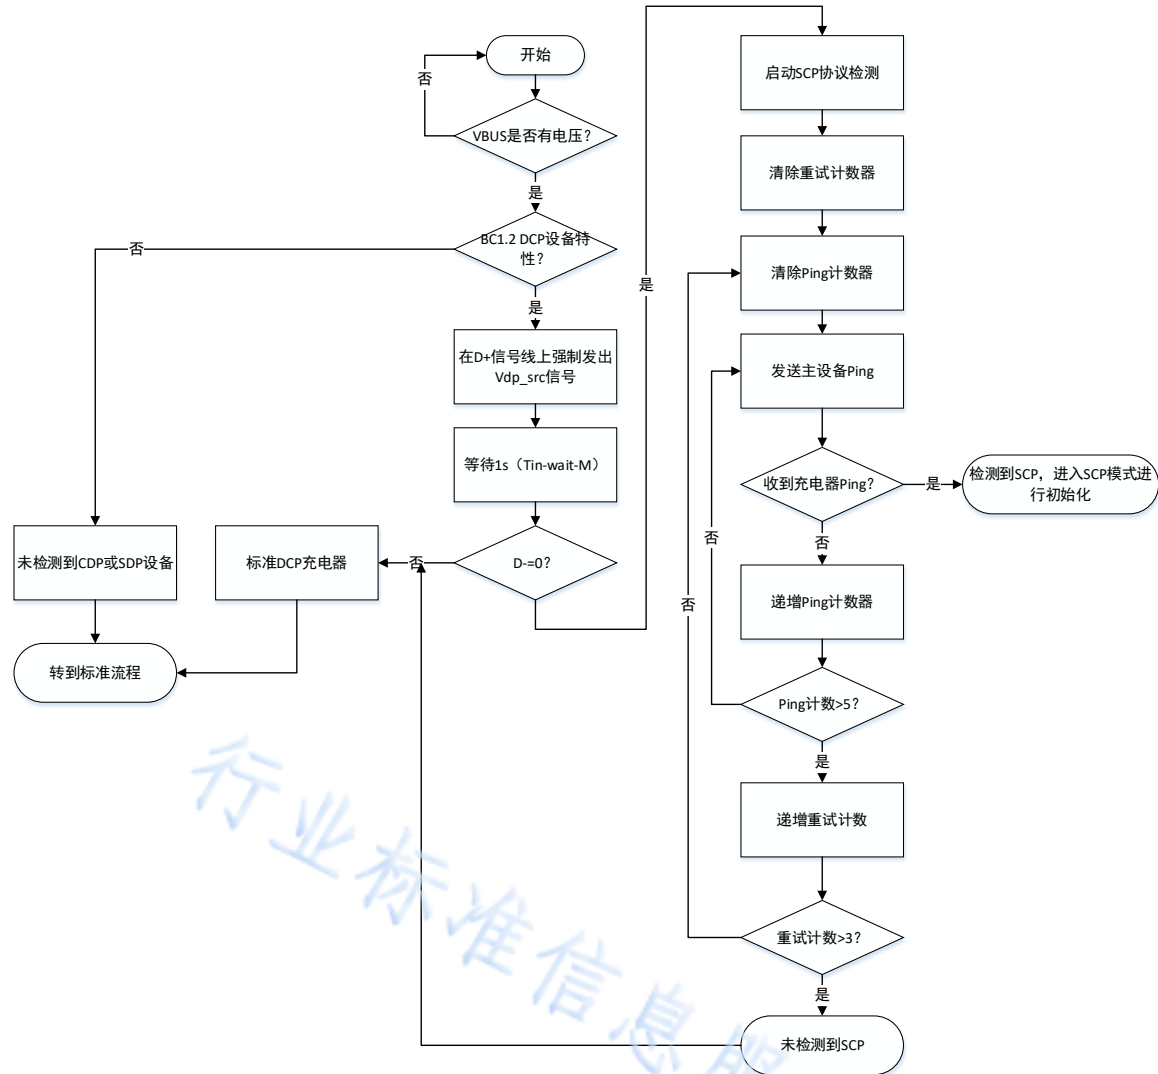 开始
否
VBUS是否有电压？
是
BC1.2 DCP设备特
性？
否
是
在D+信号线上强制发出
Vdp_src信号
等待1s（Tin-wait-M）
D-=0？
否
标准DCP充电器
未检测到CDP或SDP设备
转到标准流程
是
启动SCP协议检测
清除重试计数器
清除Ping计数器
发送主设备Ping
收到充电器Ping？
是
检测到SCP，进入SCP模式进
行初始化
否
递增Ping计数器
Ping计数>5？
否
是
递增重试计数
重试计数>3？
否
是
未检测到SCP
行业标准信息服